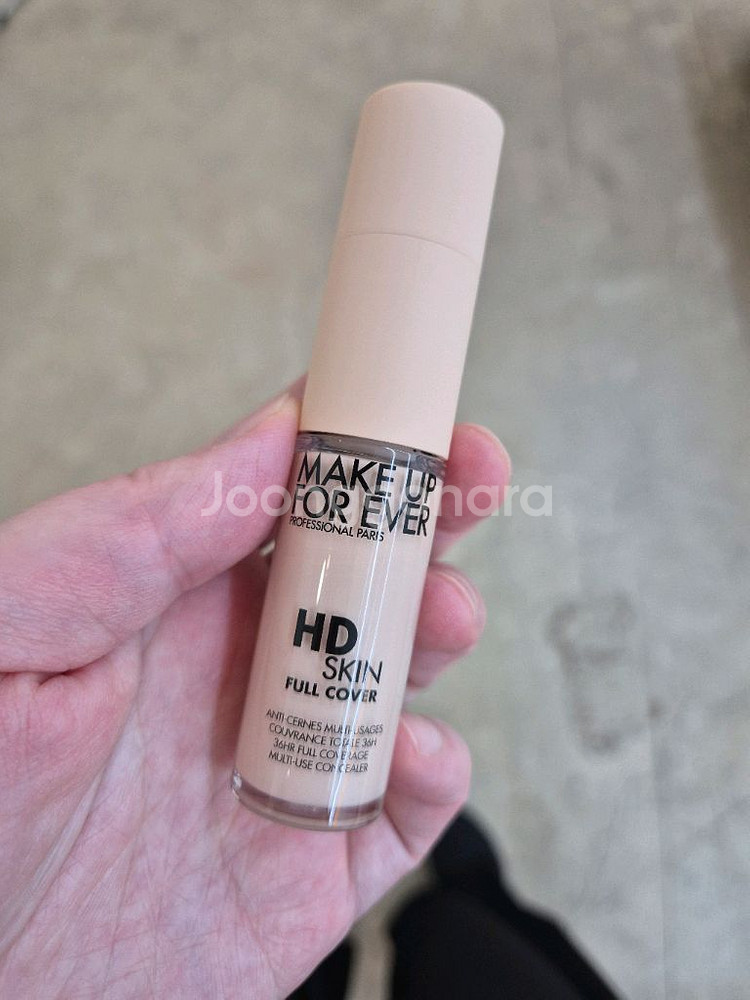 MAKE UP
FOR EVER
PROFESSIONAL PARIS
Joonggonara
HD
SKIN
FULL COVER
ANTI-CERNES MULTI-USAGES
COUVRANCE TOTALE 36H
36HR FULL COVERAGE
MULTI-USE CONCEALER